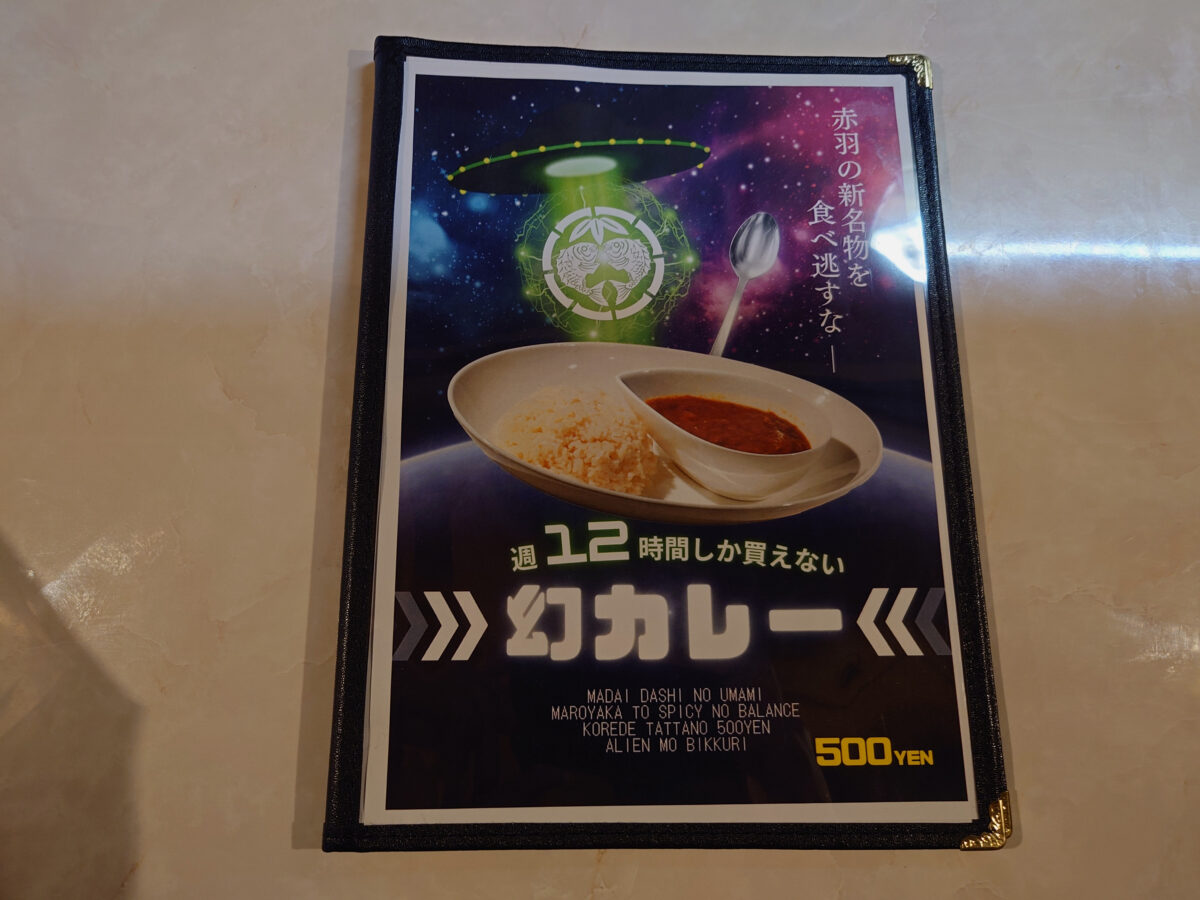 赤羽の新名物を
食べ逃すな―
週12時間しか買えない
幻カレー
MADAI DASHI NO UMAMI
MAROYAKA TO SPICY NO BALANCE
KOREDE TATTANO 500YEN
ALIEN MO BIKKURI
500YEN